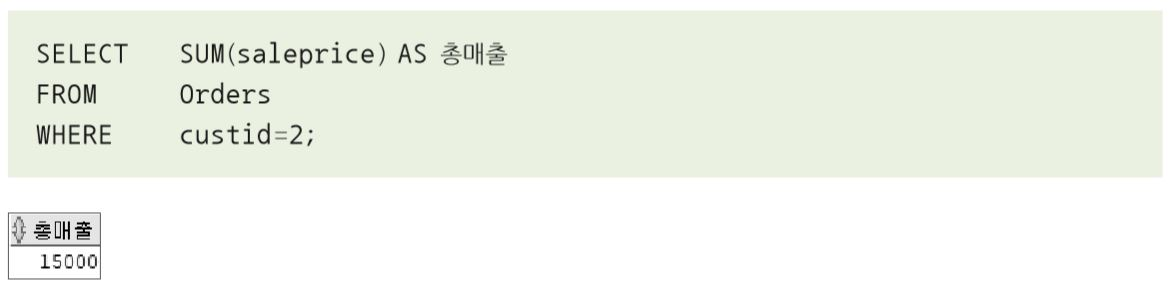 SELECT SUM(saleprice) AS 총매출
FROM Orders
WHERE custid=2;
총매출
15000